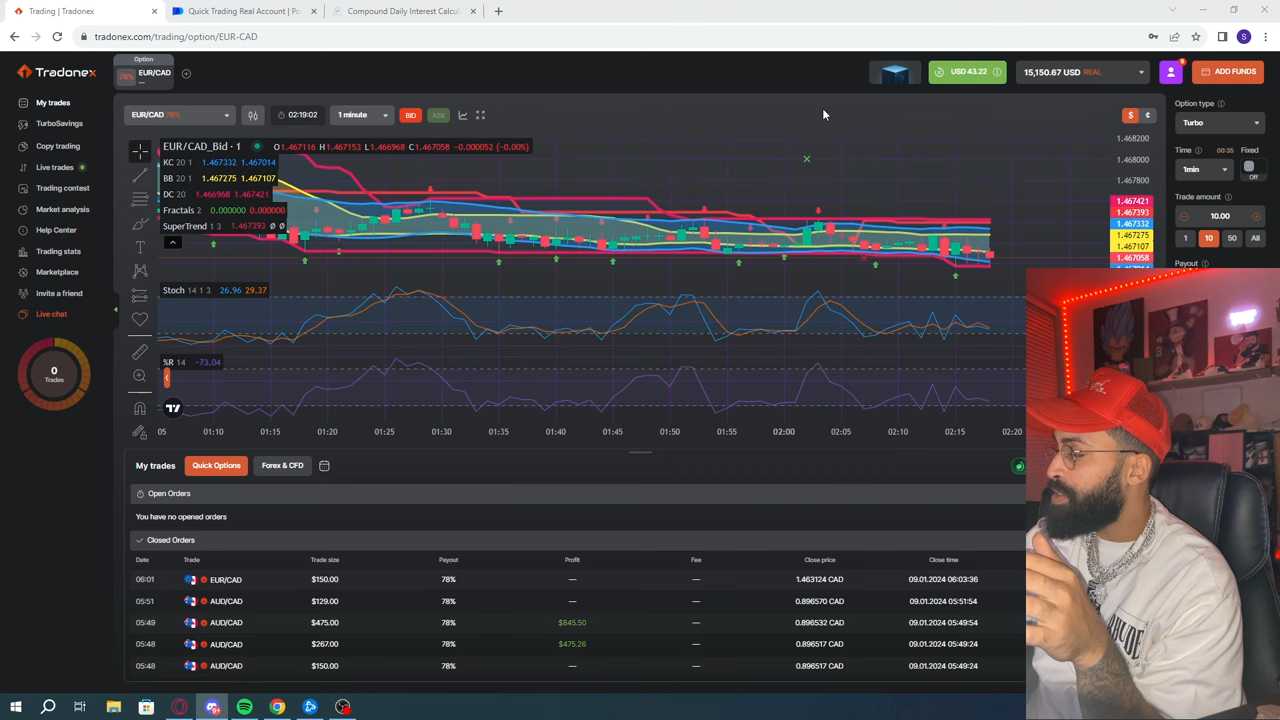 Trading | Tradonex
Quick Trading Real Account | Po
Compound Daily Interest Calcula
tradonex.com/trading/option/EUR-CAD
S
Tradonex
Option
78% EUR/CAD
USD 43.22
15,150.67 USD REAL
ADD FUNDS
My trades
TurboSavings
Copy trading
Live trades
Trading contest
Market analysis
Help Center
Trading stats
Marketplace
Invite a friend
Live chat
0
Trades
EUR/CAD 78%
02:19:02
1 minute
BID
ASK
$
¢
EUR/CAD_Bid · 1
O1.467116 H1.467153 L1.466968 C1.467058 −0.000052 (−0.00%)
KC 20 1 1.467332 1.467014
BB 20 1 1.467275 1.467107
DC 20 1.466968 1.467421
Fractals 2 0.000000 0.000000
SuperTrend 1 3 1.467393 Ø Ø
1.468200
1.468000
1.467800
1.467421
1.467393
1.467332
1.467275
1.467107
1.467058
Stoch 14 1 3 26.96 29.37
%R 14 −73.04
05
01:10
01:15
01:20
01:25
01:30
01:35
01:40
01:45
01:50
01:55
02:00
02:05
02:10
02:15
02:20
Option type
Turbo
Time
00:35
1min
Off
Trade amount
10.00
1
10
50
All
Payout
My trades
Quick Options
Forex & CFD
Open Orders
You have no opened orders
Closed Orders
Date Trade Trade size Payout Profit Fee Close price Close time
06:01 EUR/CAD $150.00 78% — — 1.463124 CAD 09.01.2024 06:03:36
05:51 AUD/CAD $129.00 78% — — 0.896570 CAD 09.01.2024 05:51:54
05:49 AUD/CAD $475.00 78% $845.50 — 0.896532 CAD 09.01.2024 05:49:54
05:48 AUD/CAD $267.00 78% $475.26 — 0.896517 CAD 09.01.2024 05:49:24
05:48 AUD/CAD $150.00 78% — — 0.896517 CAD 09.01.2024 05:49:24